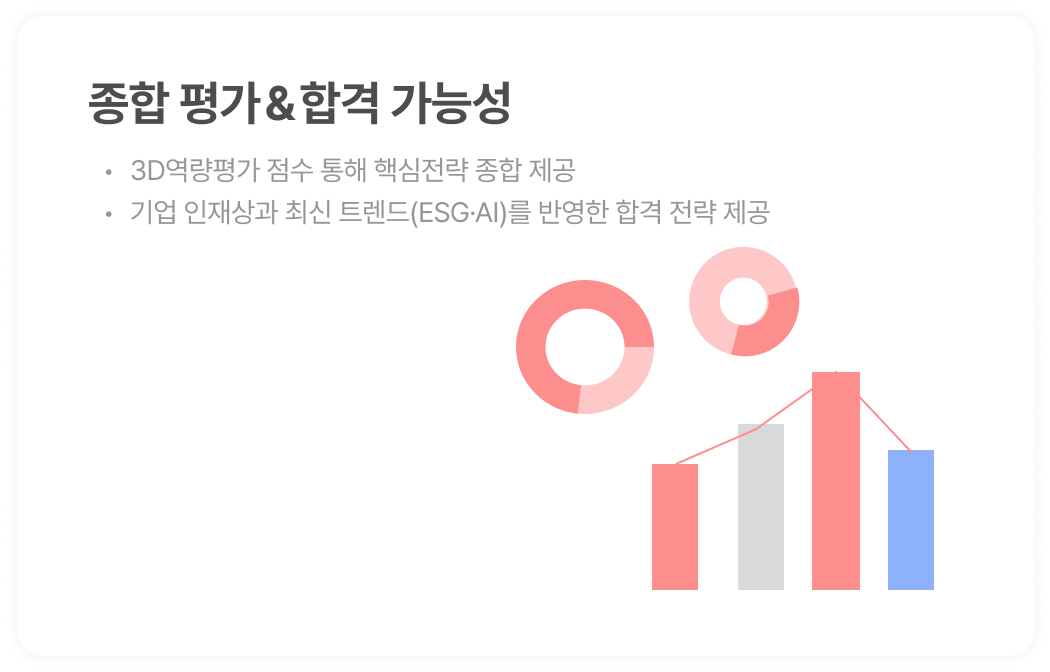 종합 평가&합격 가능성
• 3D역량평가 점수 통해 핵심전략 종합 제공
• 기업 인재상과 최신 트렌드(ESG·AI)를 반영한 합격 전략 제공